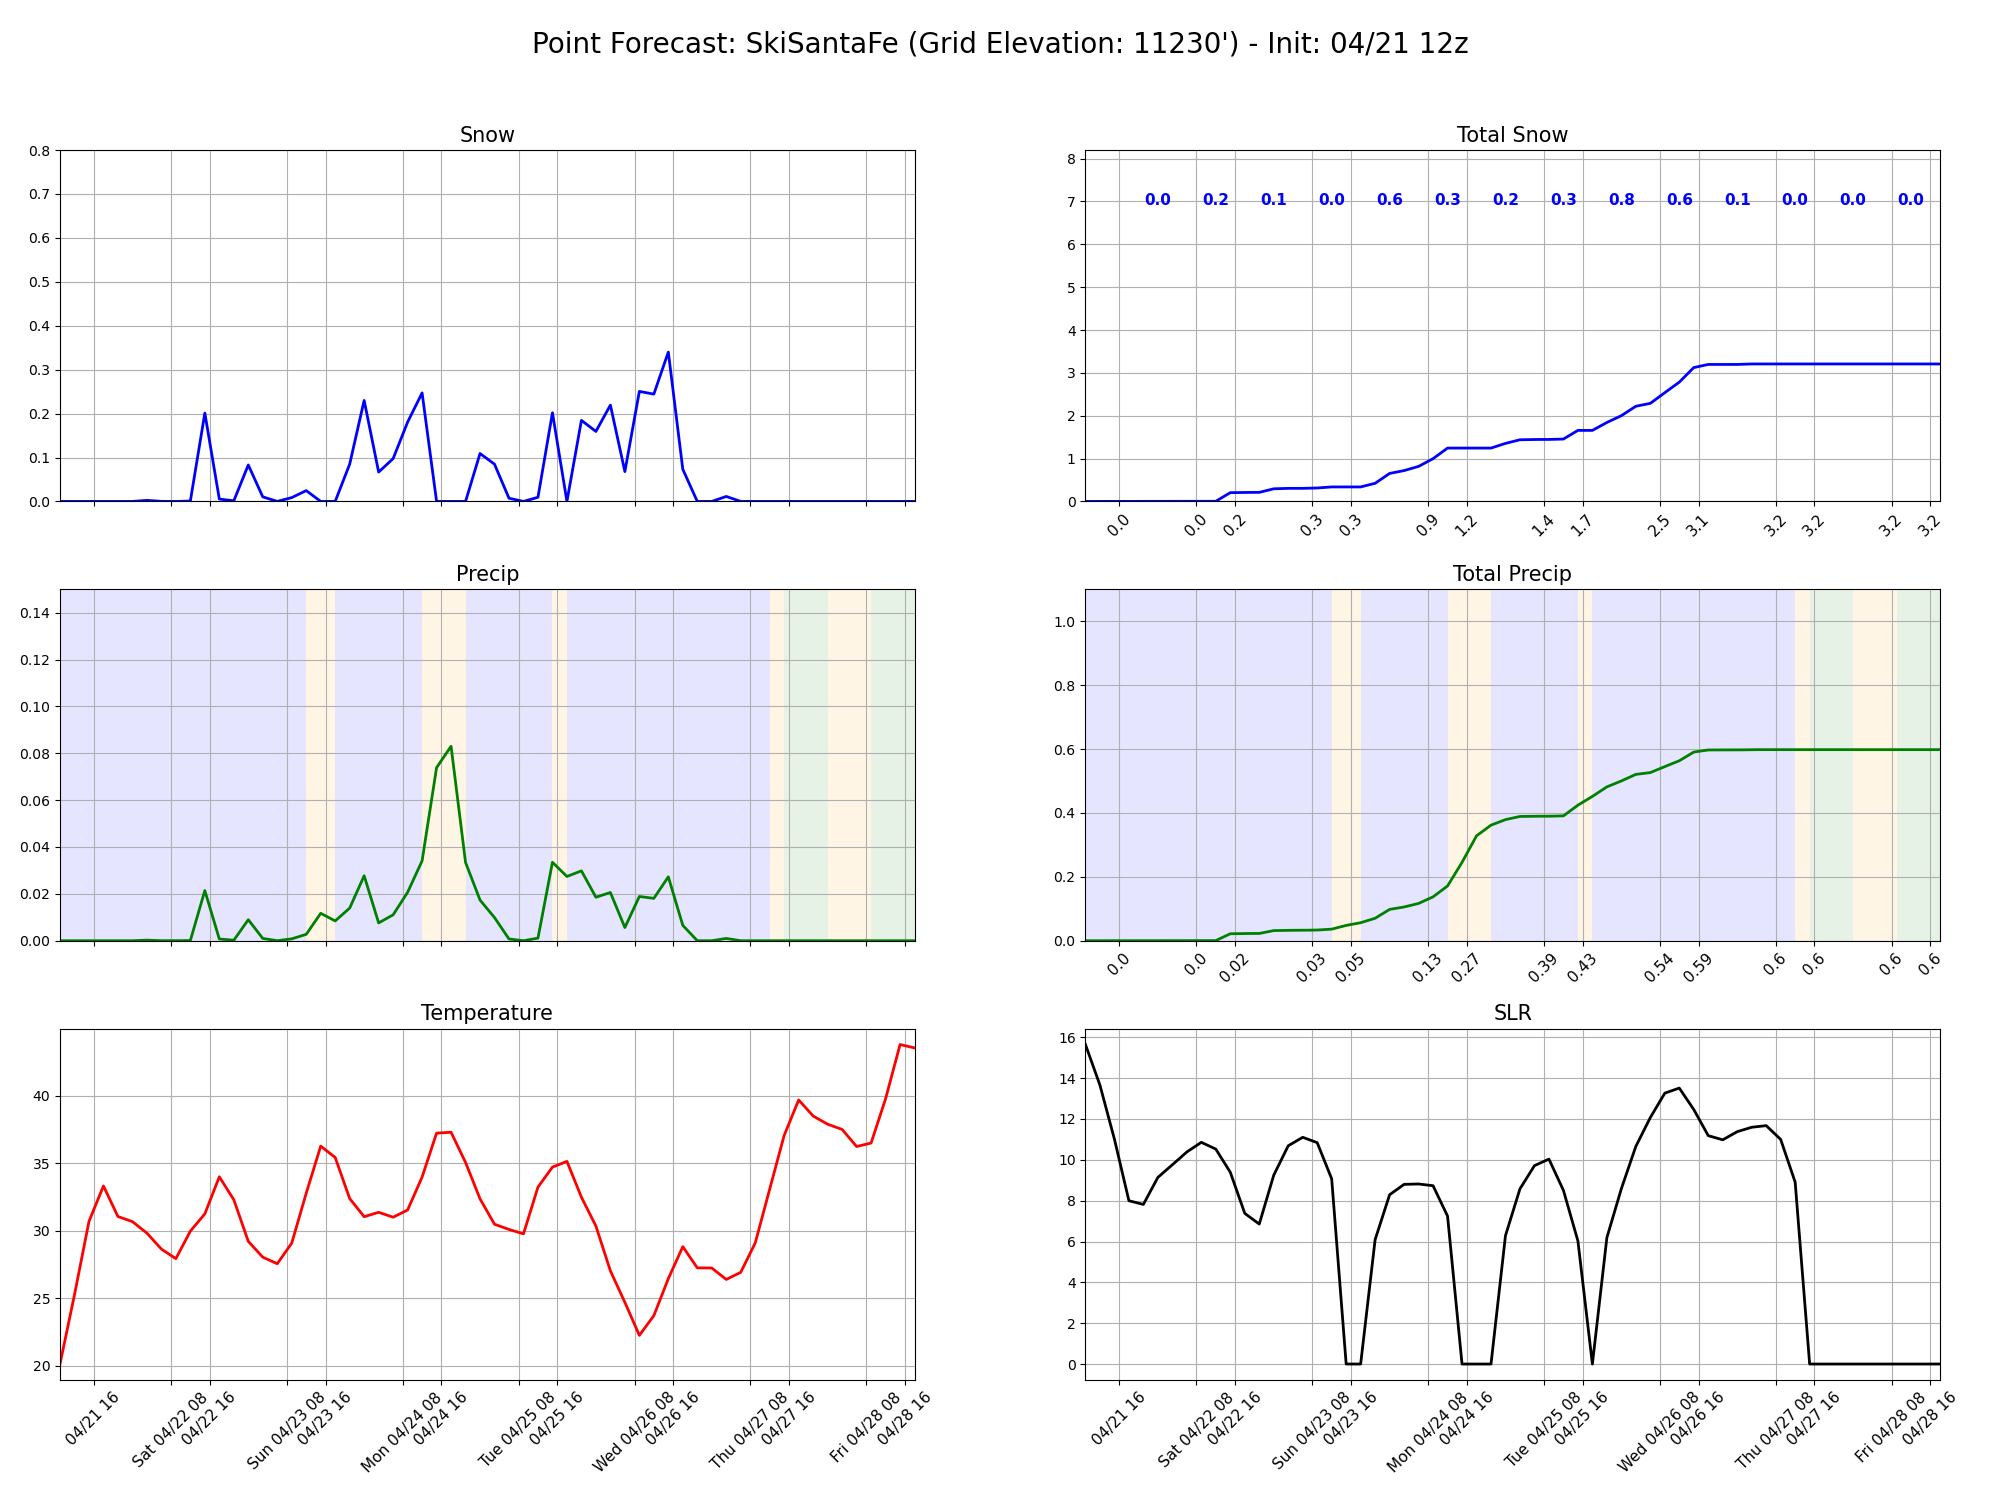 Point Forecast: SkiSantaFe (Grid Elevation: 11230') - Init: 04/21 12z
Snow
0.8
0.7
0.6
0.5
0.4
0.3
0.2
0.1
0.0
Total Snow
8
7
6
5
4
3
2
1
0
0.0 0.2 0.1 0.0 0.6 0.3 0.2 0.3 0.8 0.6 0.1 0.0 0.0 0.0
0.0 0.0 0.2 0.3 0.3 0.9 1.2 1.4 1.7 2.5 3.1 3.2 3.2 3.2 3.2
Precip
0.14
0.12
0.10
0.08
0.06
0.04
0.02
0.00
Total Precip
1.0
0.8
0.6
0.4
0.2
0.0
0.0 0.0 0.02 0.03 0.05 0.13 0.27 0.39 0.43 0.54 0.59 0.6 0.6 0.6 0.6
Temperature
40
35
30
25
20
04/21 16
Sat 04/22 08
04/22 16
Sun 04/23 08
04/23 16
Mon 04/24 08
04/24 16
Tue 04/25 08
04/25 16
Wed 04/26 08
04/26 16
Thu 04/27 08
04/27 16
Fri 04/28 08
04/28 16
SLR
16
14
12
10
8
6
4
2
0
04/21 16
Sat 04/22 08
04/22 16
Sun 04/23 08
04/23 16
Mon 04/24 08
04/24 16
Tue 04/25 08
04/25 16
Wed 04/26 08
04/26 16
Thu 04/27 08
04/27 16
Fri 04/28 08
04/28 16